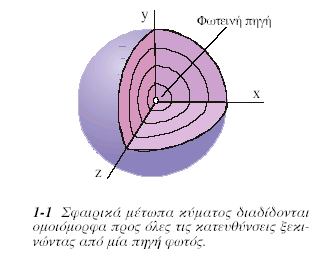 y
Φωτεινή πηγή
x
z
1-1 Σφαιρικά μέτωπα κύματος διαδίδονται
ομοιόμορφα προς όλες τις κατευθύνσεις ξεκι-
νώντας από μία πηγή φωτός.